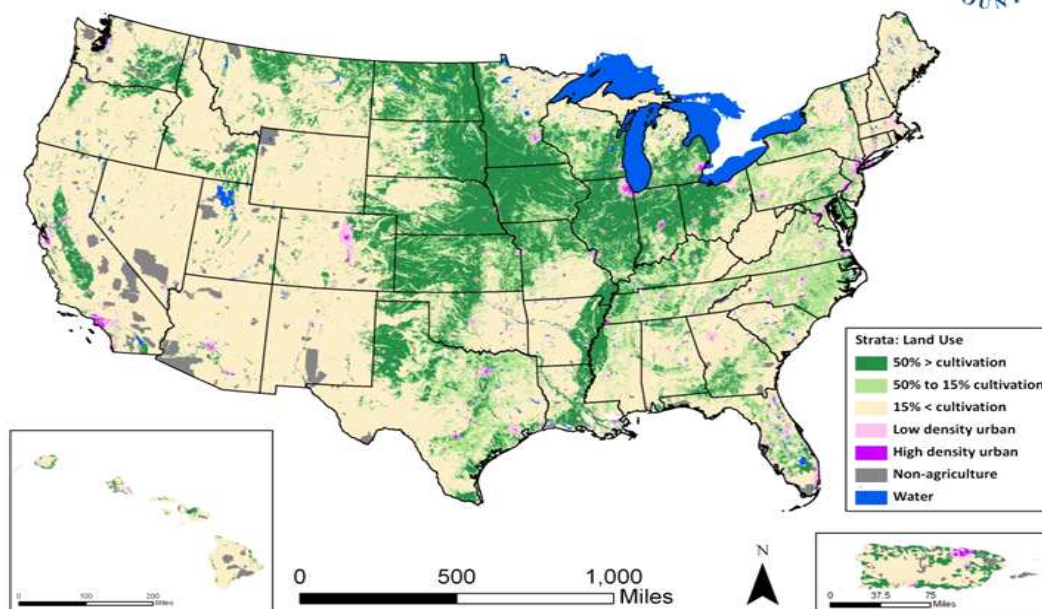 Strata: Land Use
50% > cultivation
50% to 15% cultivation
15% < cultivation
Low density urban
High density urban
Non-agriculture
Water
N
0 500 1,000
Miles
0 100 200
Miles
0 37.5 75
Miles